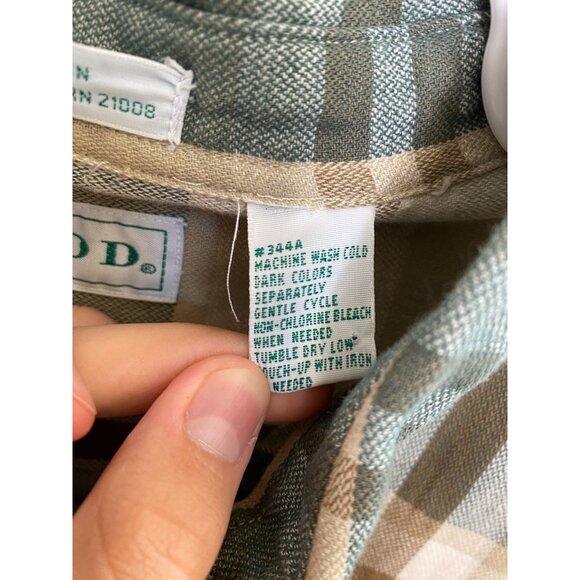 N
RN 21008
OD®
#344A
MACHINE WASH COLD
DARK COLORS
SEPARATELY
GENTLE CYCLE
NON-CHLORINE BLEACH
WHEN NEEDED
TUMBLE DRY LOW
TOUCH-UP WITH IRON
NEEDED